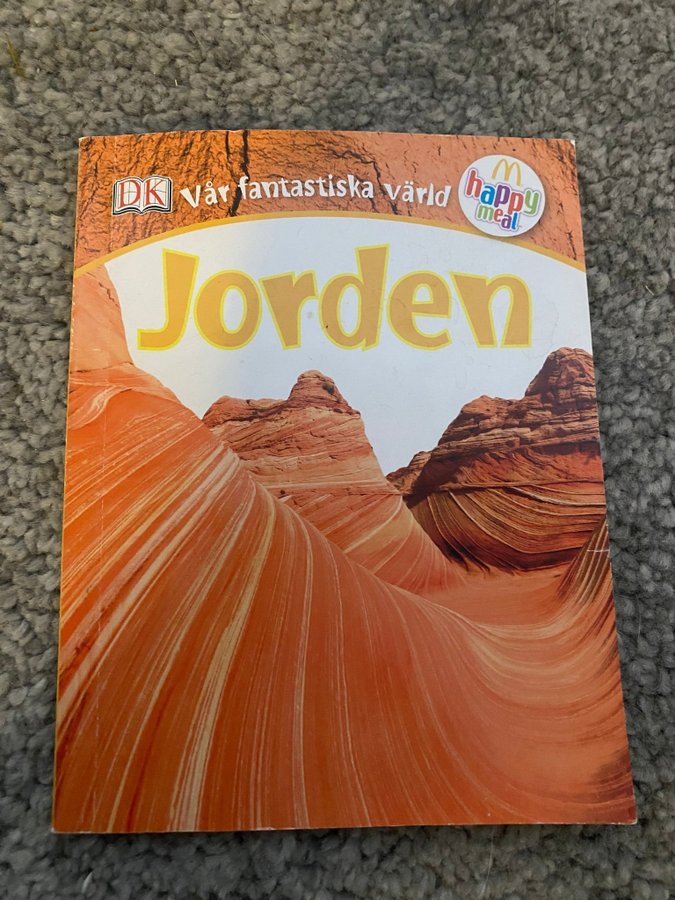 DK Vår fantastiska värld
happy
meal
Jorden